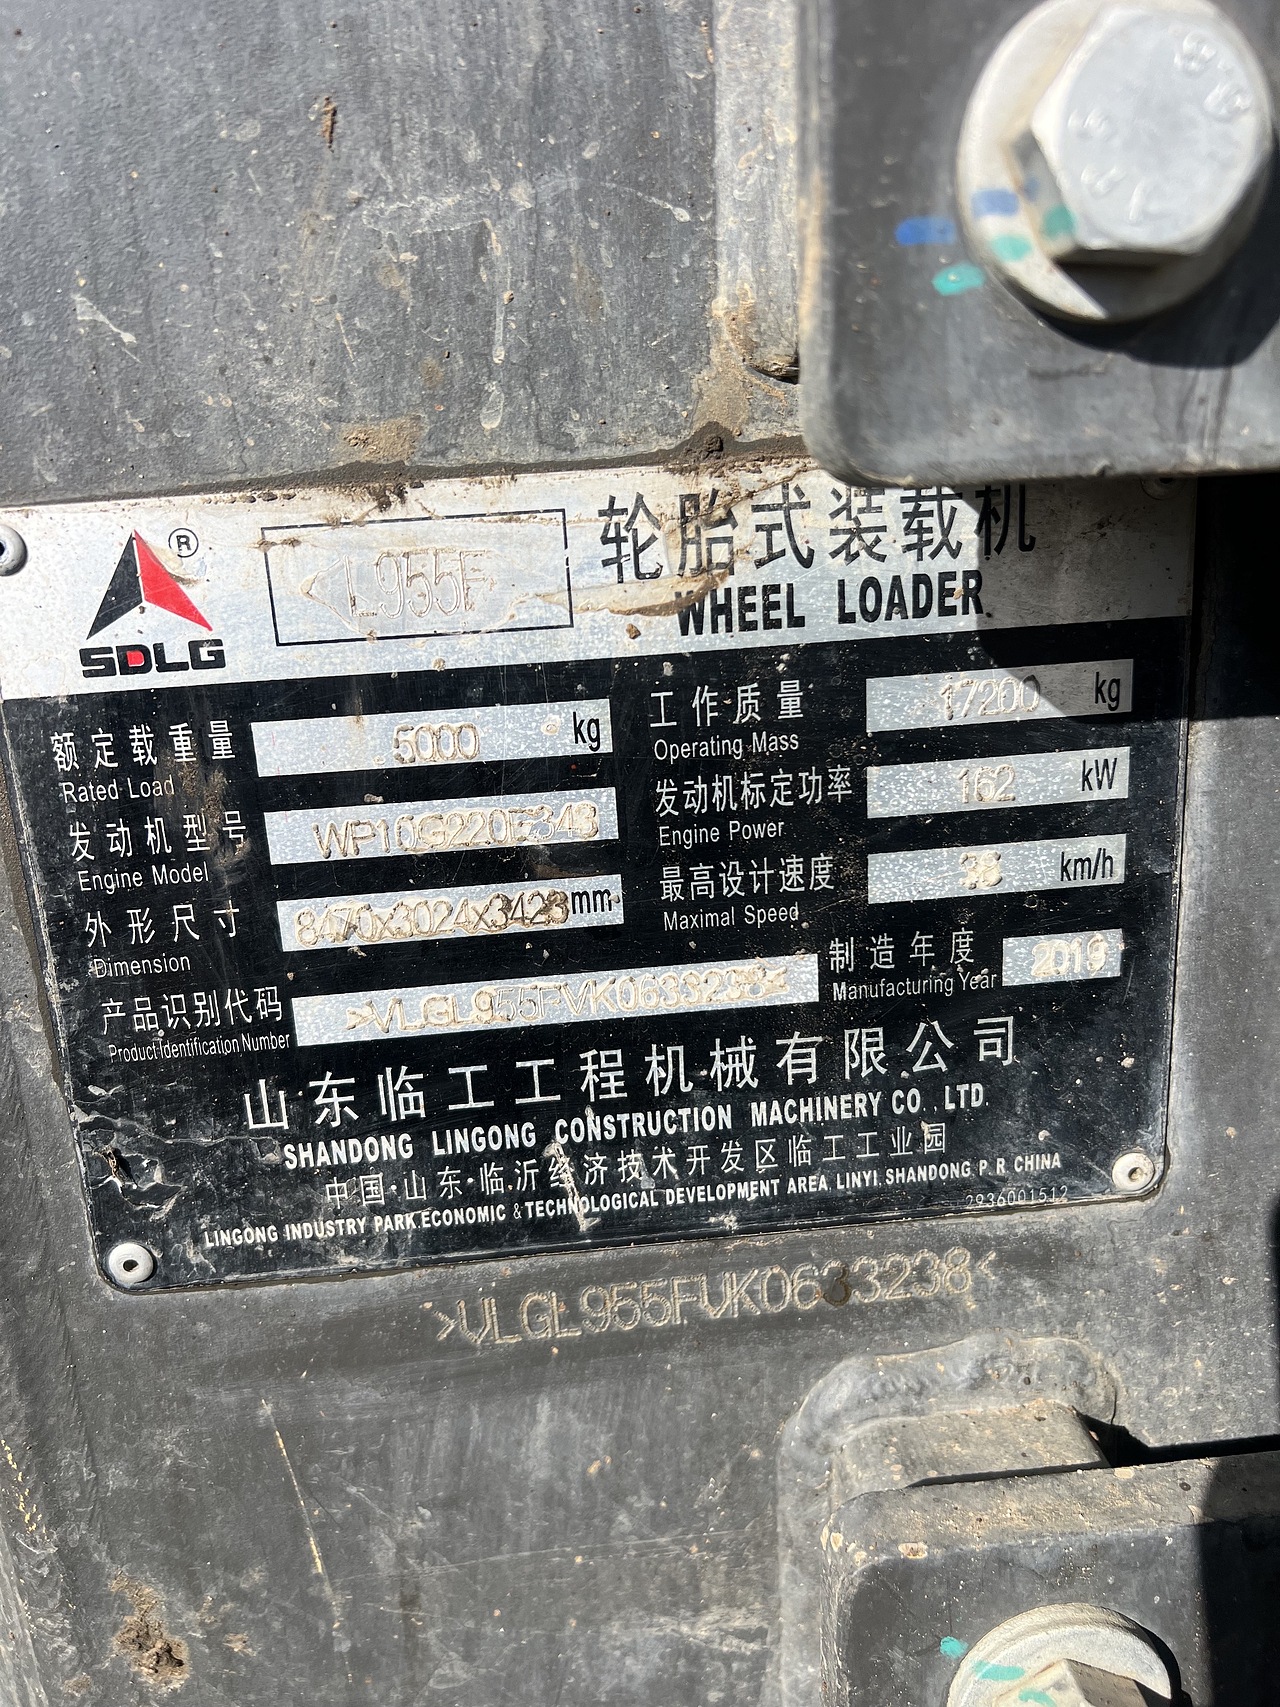 ®
SDLG
L955F
轮胎式装载机
WHEEL LOADER
额定载重量 5000 kg
Rated Load
工作质量 17200 kg
Operating Mass
发动机型号 WP10G220E343
Engine Model
发动机标定功率 162 kW
Engine Power
外形尺寸 8470x3024x3423mm
Dimension
最高设计速度 38 km/h
Maximal Speed
产品识别代码 >VLGL955FVK0633238<
Product Identification Number
制造年度 2019
Manufacturing Year
山东临工工程机械有限公司
SHANDONG LINGONG CONSTRUCTION MACHINERY CO., LTD.
中国·山东·临沂经济技术开发区临工工业园
LINGONG INDUSTRY PARK.ECONOMIC & TECHNOLOGICAL DEVELOPMENT AREA LINYI. SHANDONG P. R. CHINA
2936001512
>VLGL955FVK0633238<